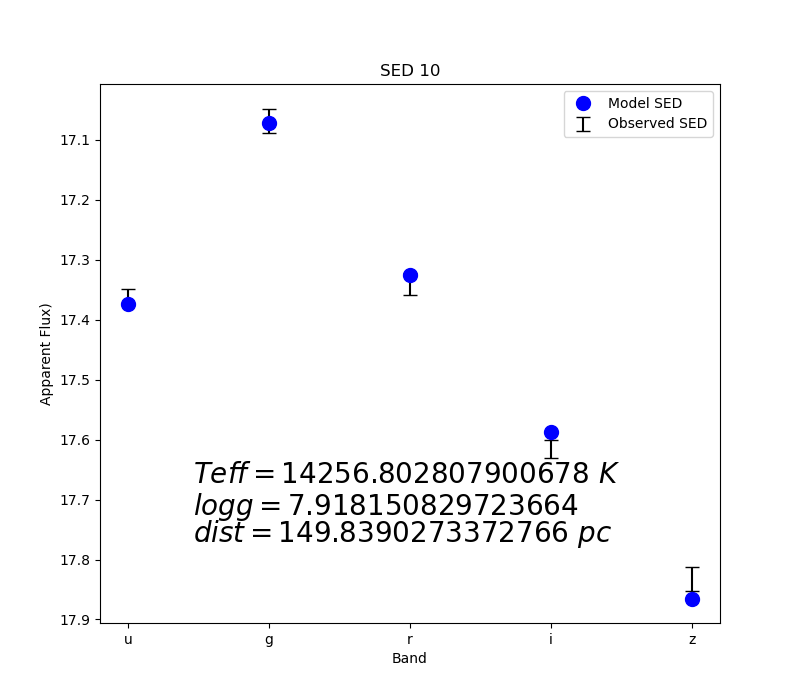 SED 10
Model SED
Observed SED
17.1
17.2
17.3
17.4
17.5
17.6
17.7
17.8
17.9
Apparent Flux)
Teff = 14256.802807900678 K
logg = 7.918150829723664
dist = 149.8390273372766 pc
u g r i z
Band